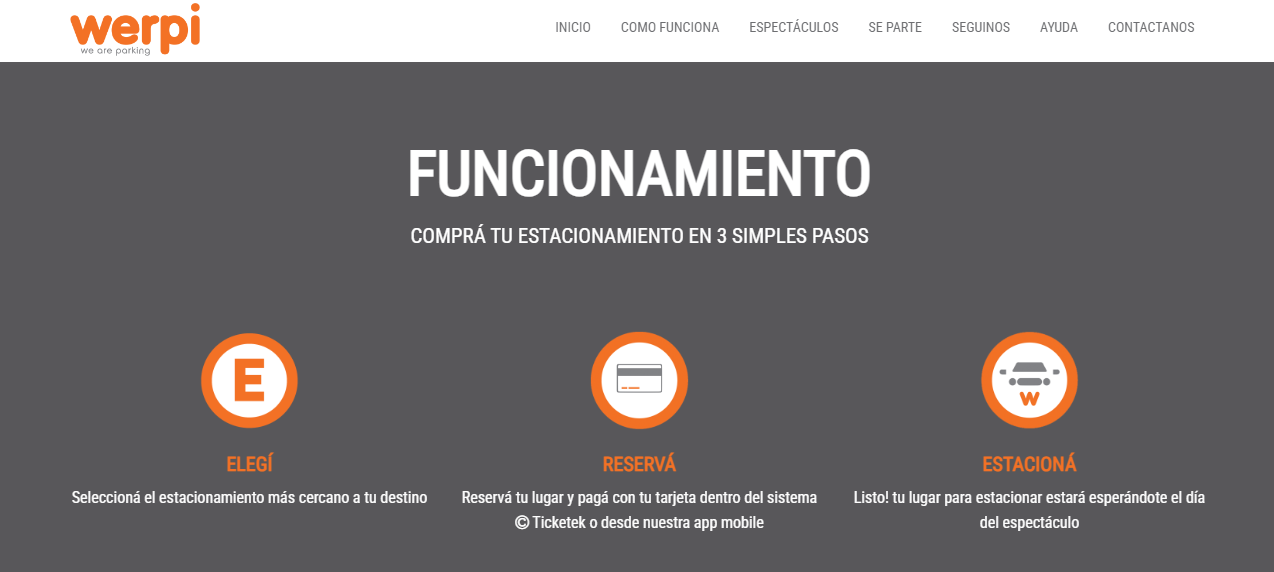 werpi
we are parking
INICIO COMO FUNCIONA ESPECTÁCULOS SE PARTE SEGUINOS AYUDA CONTACTANOS
FUNCIONAMIENTO
COMPRÁ TU ESTACIONAMIENTO EN 3 SIMPLES PASOS
E
W
ELEGÍ
Seleccioná el estacionamiento más cercano a tu destino
RESERVÁ
Reservá tu lugar y pagá con tu tarjeta dentro del sistema
© Ticketek o desde nuestra app mobile
ESTACIONÁ
Listo! tu lugar para estacionar estará esperándote el día
del espectáculo